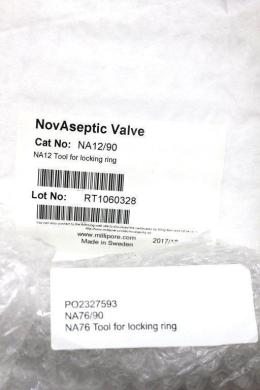 NovAseptic Valve
Cat No: NA12/90
NA12 Tool for locking ring
Lot No: RT1060328
www.millipore.com
Made in Sweden
PO2327593
NA76/90
NA76 Tool for locking ring